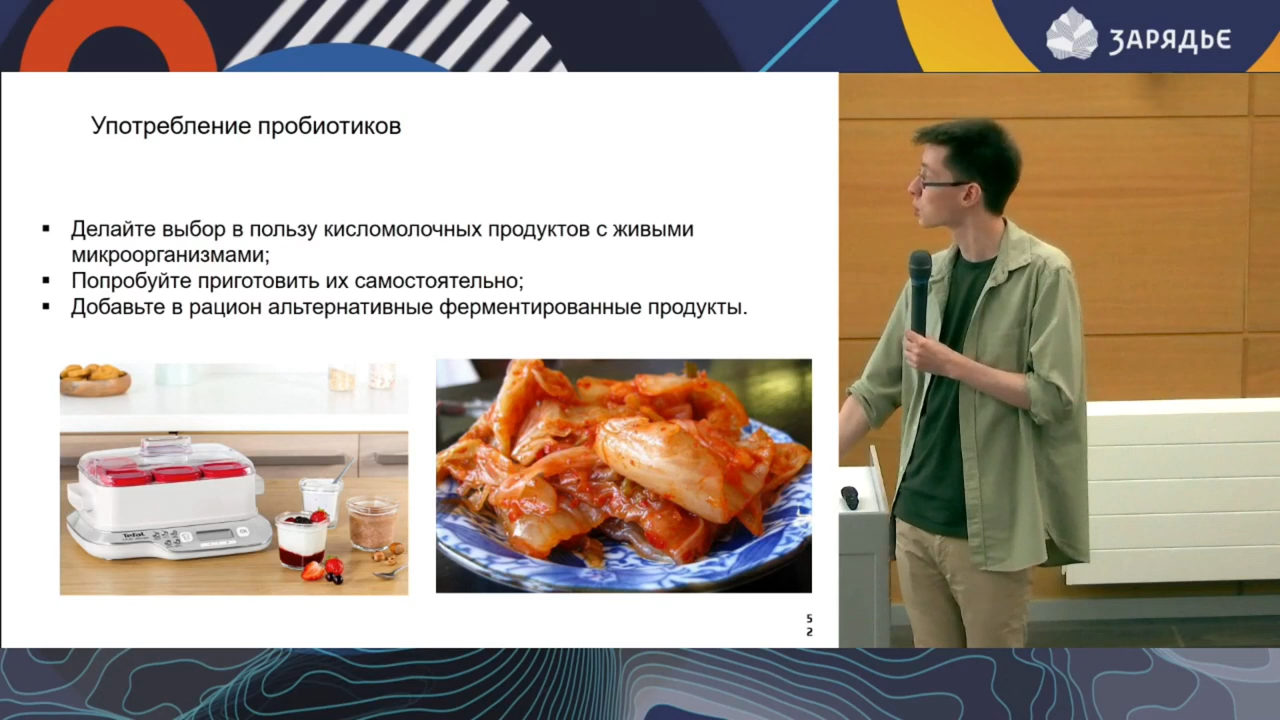 ЗАРЯДЬЕ
Употребление пробиотиков
▪ Делайте выбор в пользу кисломолочных продуктов с живыми
микроорганизмами;
▪ Попробуйте приготовить их самостоятельно;
▪ Добавьте в рацион альтернативные ферментированные продукты.
Tefal
5
2